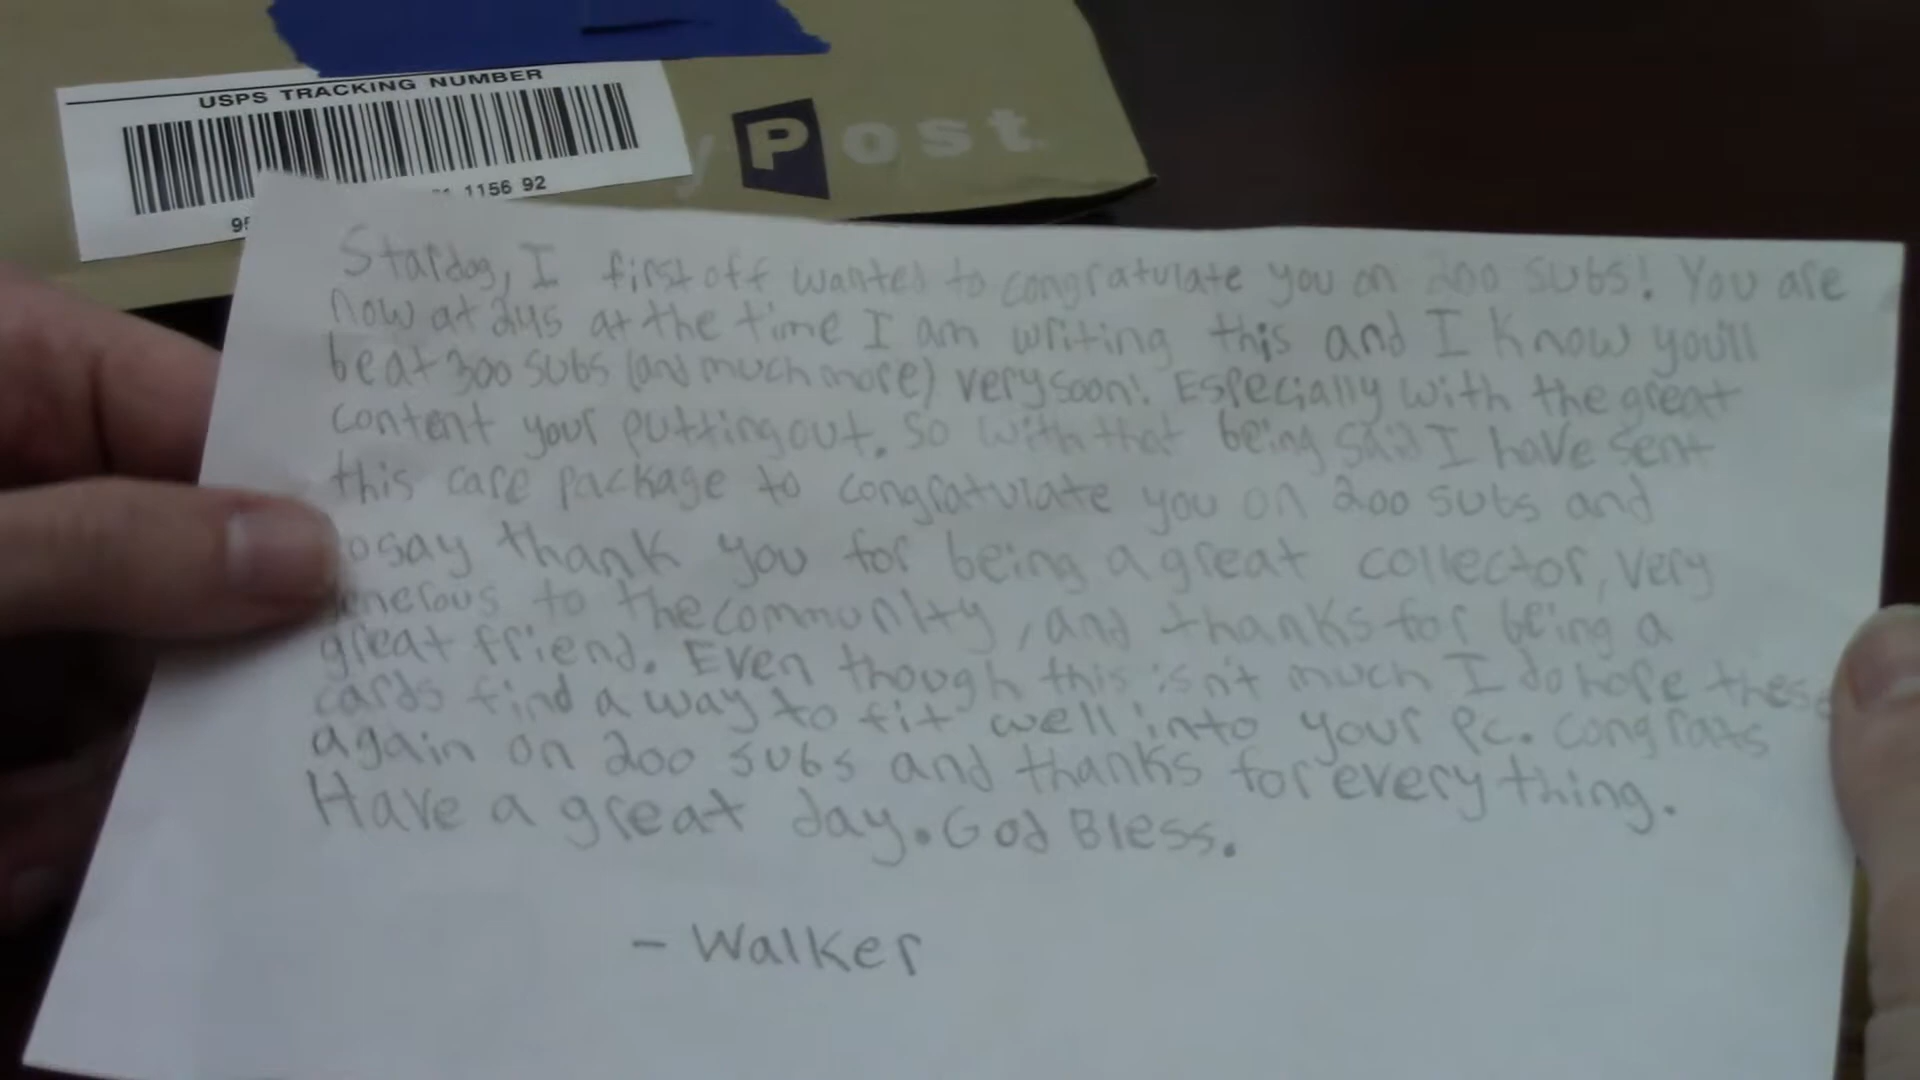 USPS TRACKING NUMBER
1156 92
95
y Post
Stardog, I first off wanted to congratulate you on 200 subs! You are
now at 245 at the time I am writing this and I know you'll
beat 300 subs (and much more) very soon! Especially with the great
content your putting out. So with that being said I have sent
this care package to congratulate you on 200 subs and
to say thank you for being a great collector, very
generous to the community, and thanks for being a
great friend. Even though this isn't much I do hope these
cards find a way to fit well into your pc. congrats
again on 200 subs and thanks for everything.
Have a great day. God Bless.
- Walker